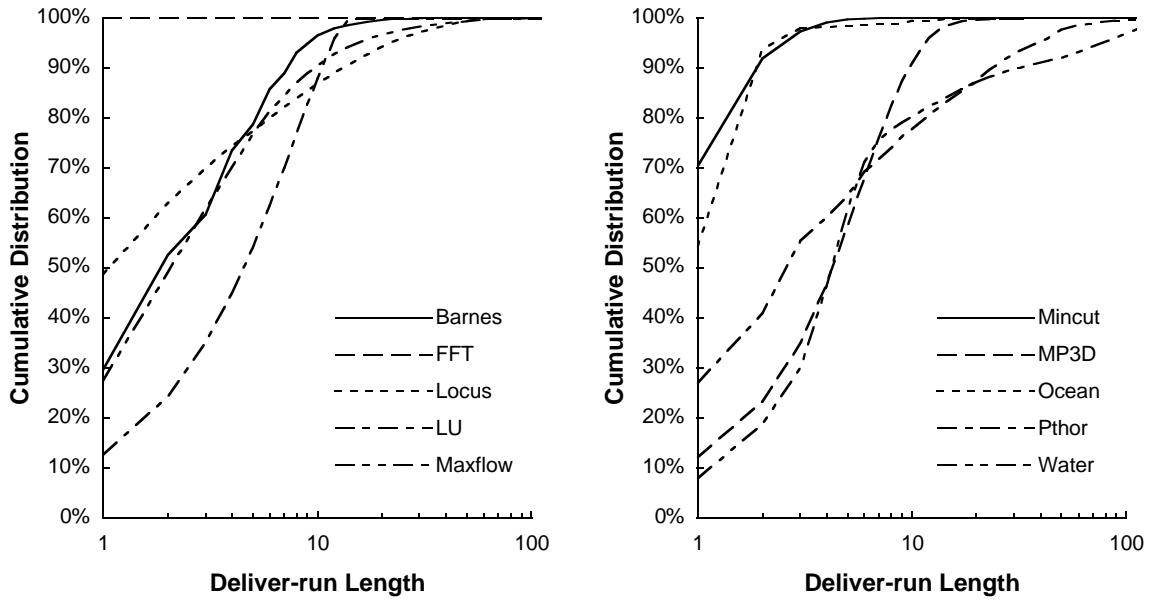 100%
90%
80%
70%
60%
50%
40%
30%
20%
10%
0%
Cumulative Distribution
Barnes
FFT
Locus
LU
Maxflow
1
10
100
Deliver-run Length
100%
90%
80%
70%
60%
50%
40%
30%
20%
10%
0%
Cumulative Distribution
Mincut
MP3D
Ocean
Pthor
Water
1
10
100
Deliver-run Length